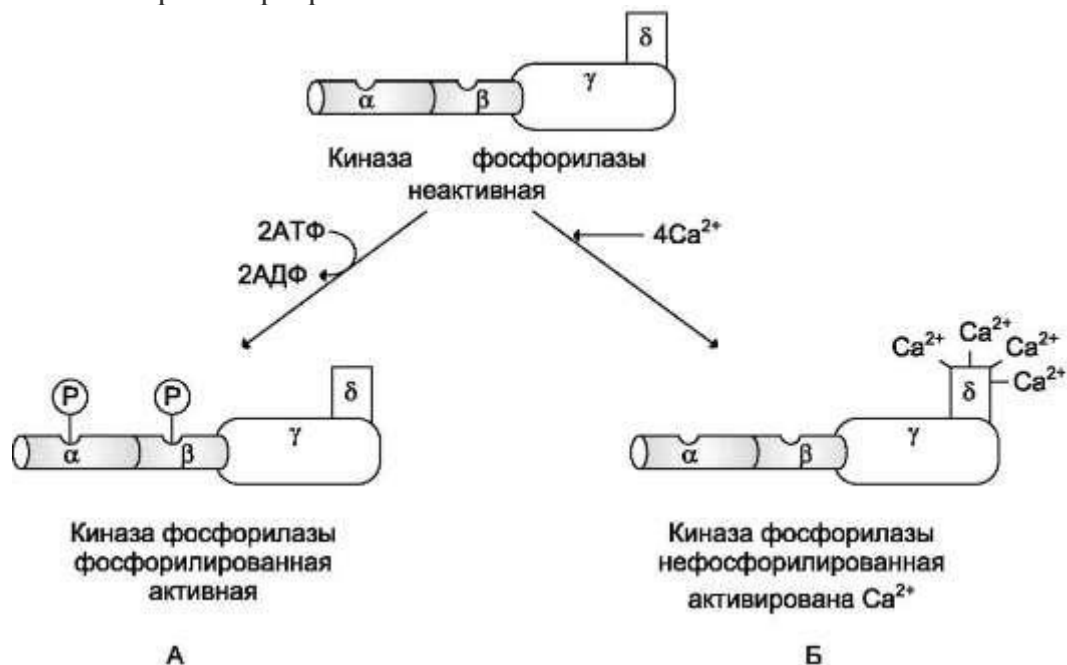 δ
γ
α β
Киназа фосфорилазы
неактивная
2АТФ
4Ca²⁺
2АДФ
Ca²⁺ Ca²⁺ Ca²⁺
Ca²⁺
P P
δ δ
γ γ
α β α β
Киназа фосфорилазы
фосфорилированная
активная
Киназа фосфорилазы
нефосфорилированная
активирована Ca²⁺
А Б